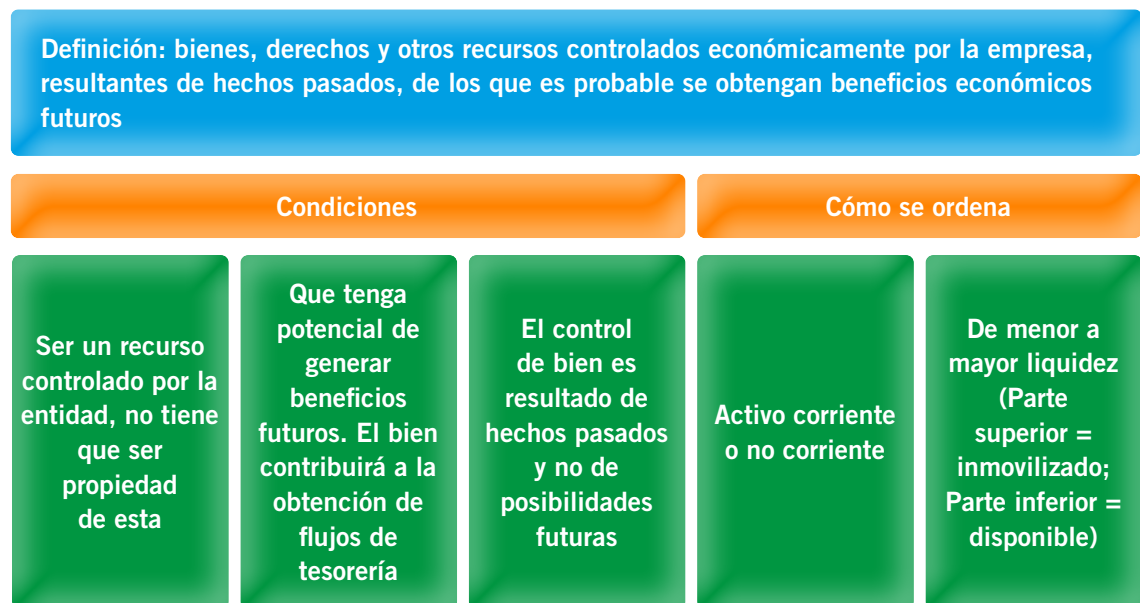 Definición: bienes, derechos y otros recursos controlados económicamente por la empresa,
resultantes de hechos pasados, de los que es probable se obtengan beneficios económicos
futuros
Condiciones
Cómo se ordena
Ser un recurso
controlado por la
entidad, no tiene
que ser
propiedad
de esta
Que tenga
potencial de
generar
beneficios
futuros. El bien
contribuirá a la
obtención de
flujos de
tesorería
El control
de bien es
resultado de
hechos pasados
y no de
posibilidades
futuras
Activo corriente
o no corriente
De menor a
mayor liquidez
(Parte
superior =
inmovilizado;
Parte inferior =
disponible)